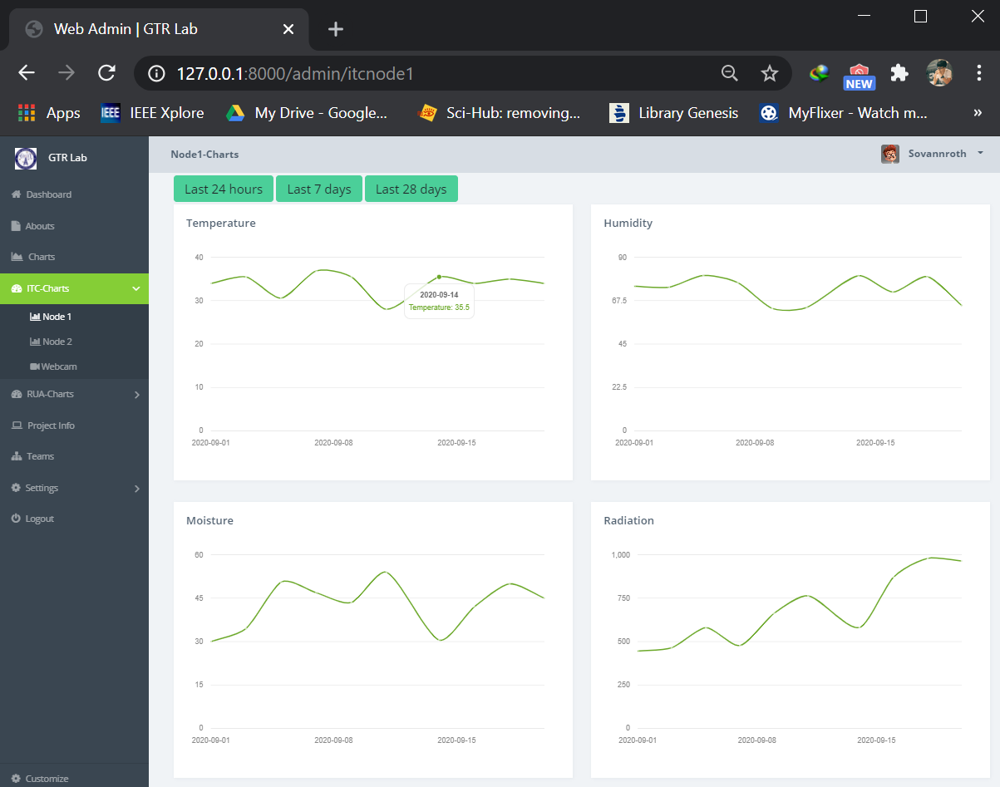 Web Admin | GTR Lab
127.0.0.1:8000/admin/itcnode1
NEW
Apps
IEEE
IEEE Xplore
My Drive - Google...
Sci-Hub: removing...
Library Genesis
MyFlixer - Watch m...
»
GTR Lab
Dashboard
Abouts
Charts
ITC-Charts
Node 1
Node 2
Webcam
RUA-Charts
Project Info
Teams
Settings
Logout
Customize
Node1-Charts
Sovannroth
Last 24 hours
Last 7 days
Last 28 days
Temperature
40
30
20
10
0
2020-09-01
2020-09-08
2020-09-15
2020-09-14
Temperature: 35.5
Humidity
90
67.5
45
22.5
0
2020-09-01
2020-09-08
2020-09-15
Moisture
60
45
30
15
0
2020-09-01
2020-09-08
2020-09-15
Radiation
1,000
750
500
250
0
2020-09-01
2020-09-08
2020-09-15